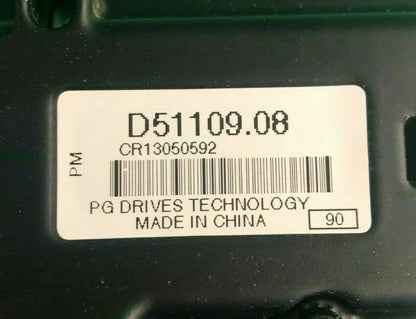 D51109.08
CR13050592
PM
PG DRIVES TECHNOLOGY
MADE IN CHINA
90